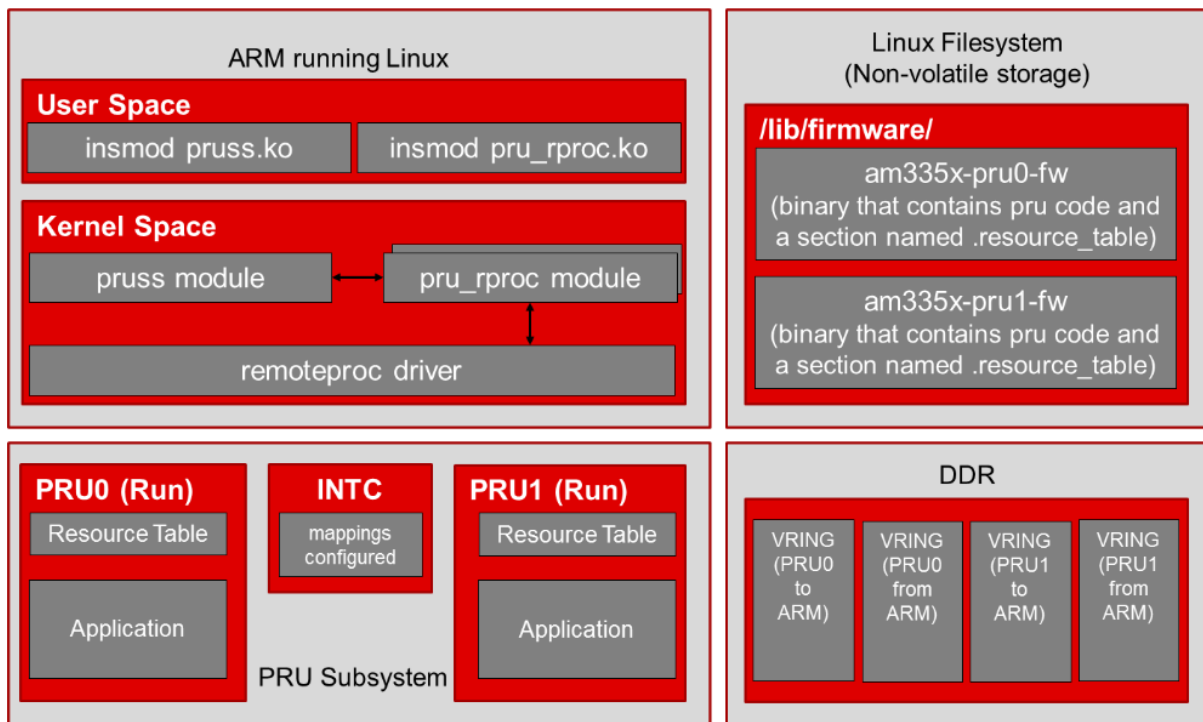 ARM running Linux
User Space
insmod pruss.ko
insmod pru_rproc.ko
Kernel Space
pruss module
pru_rproc module
remoteproc driver
Linux Filesystem
(Non-volatile storage)
/lib/firmware/
am335x-pru0-fw
(binary that contains pru code and
a section named .resource_table)
am335x-pru1-fw
(binary that contains pru code and
a section named .resource_table)
PRU0 (Run)
Resource Table
Application
INTC
mappings
configured
PRU1 (Run)
Resource Table
Application
PRU Subsystem
DDR
VRING
(PRU0
to
ARM)
VRING
(PRU0
from
ARM)
VRING
(PRU1
to
ARM)
VRING
(PRU1
from
ARM)